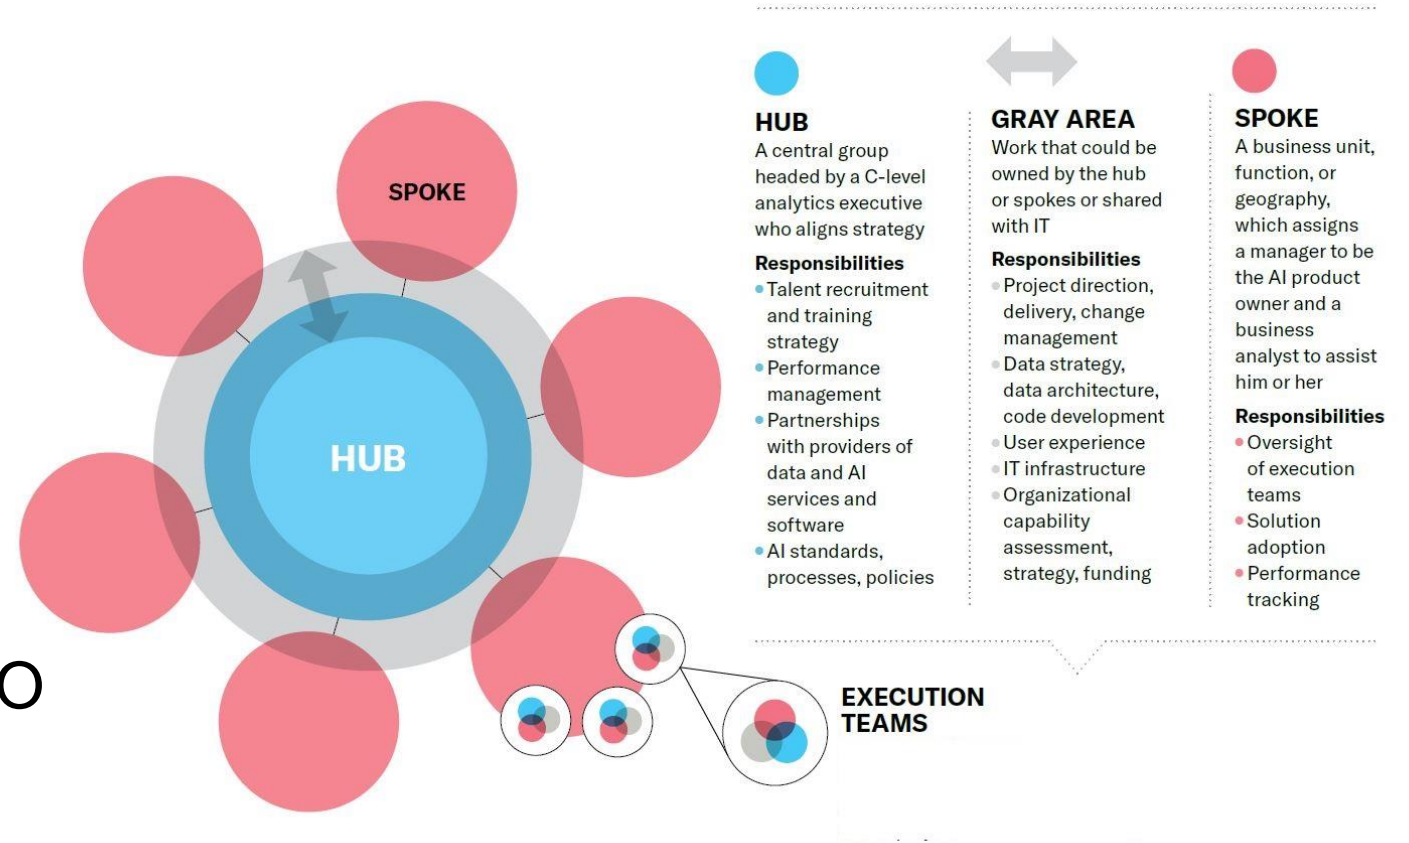 SPOKE
HUB
O
HUB
A central group
headed by a C-level
analytics executive
who aligns strategy
Responsibilities
• Talent recruitment
and training
strategy
• Performance
management
• Partnerships
with providers of
data and AI
services and
software
• AI standards,
processes, policies
GRAY AREA
Work that could be
owned by the hub
or spokes or shared
with IT
Responsibilities
• Project direction,
delivery, change
management
• Data strategy,
data architecture,
code development
• User experience
• IT infrastructure
• Organizational
capability
assessment,
strategy, funding
SPOKE
A business unit,
function, or
geography,
which assigns
a manager to be
the AI product
owner and a
business
analyst to assist
him or her
Responsibilities
• Oversight
of execution
teams
• Solution
adoption
• Performance
tracking
EXECUTION
TEAMS